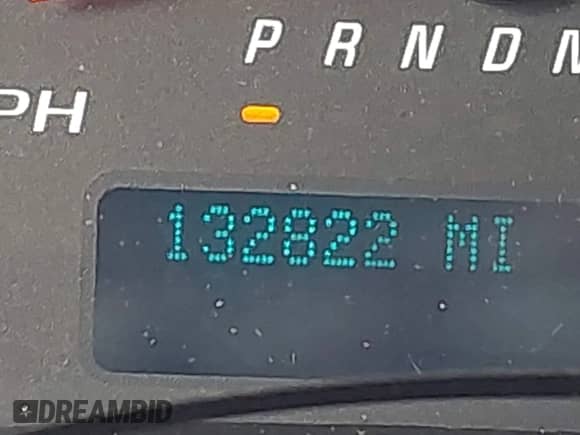 P R N D M
PH
132822 MI
DREAMBID